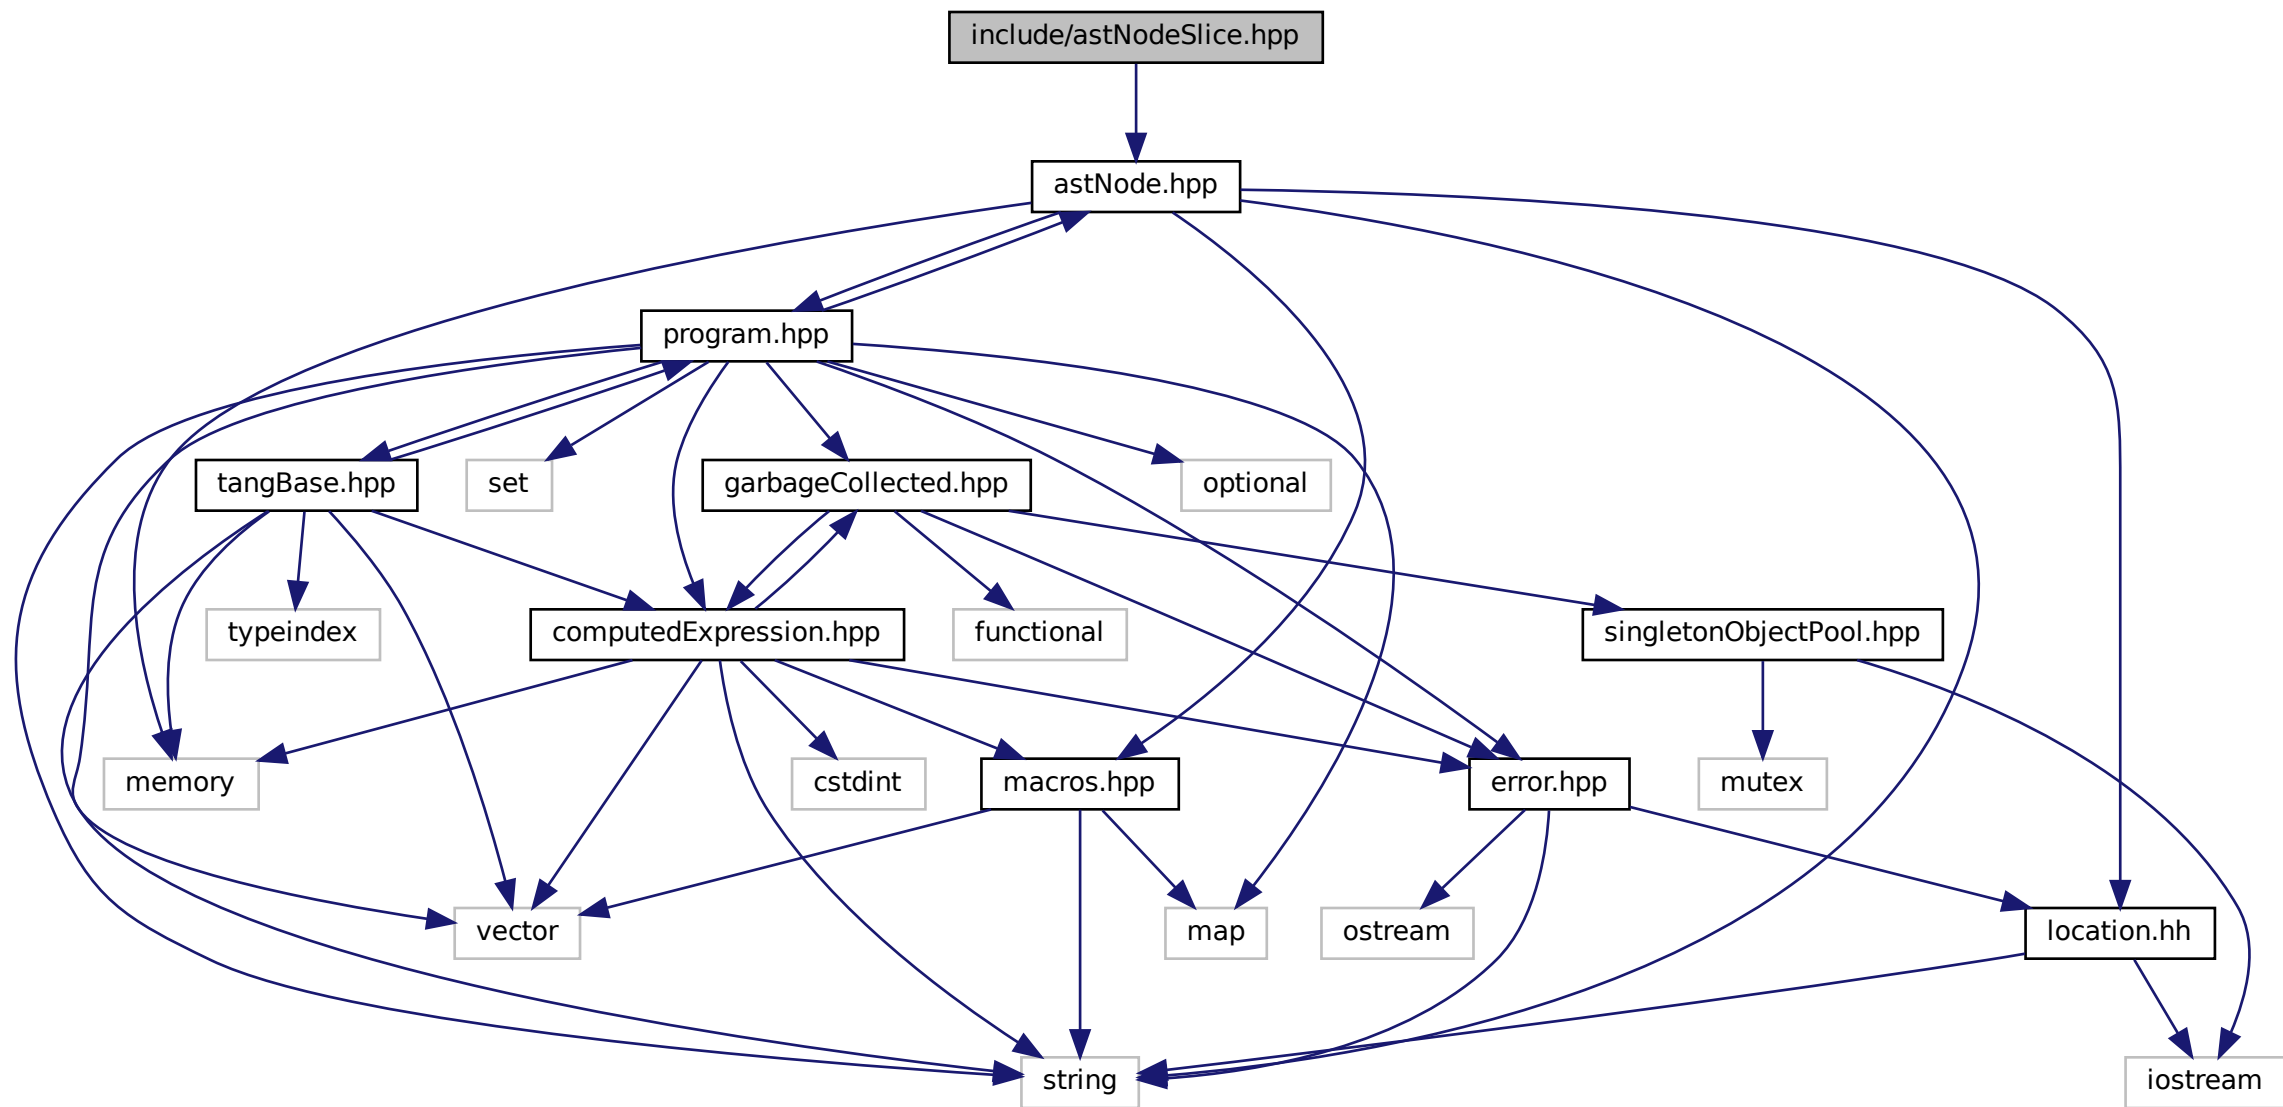 include/astNodeSlice.hpp
astNode.hpp
program.hpp
tangBase.hpp
set
garbageCollected.hpp
optional
typeindex
computedExpression.hpp
functional
singletonObjectPool.hpp
memory
cstdint
macros.hpp
error.hpp
mutex
vector
map
ostream
location.hh
string
iostream